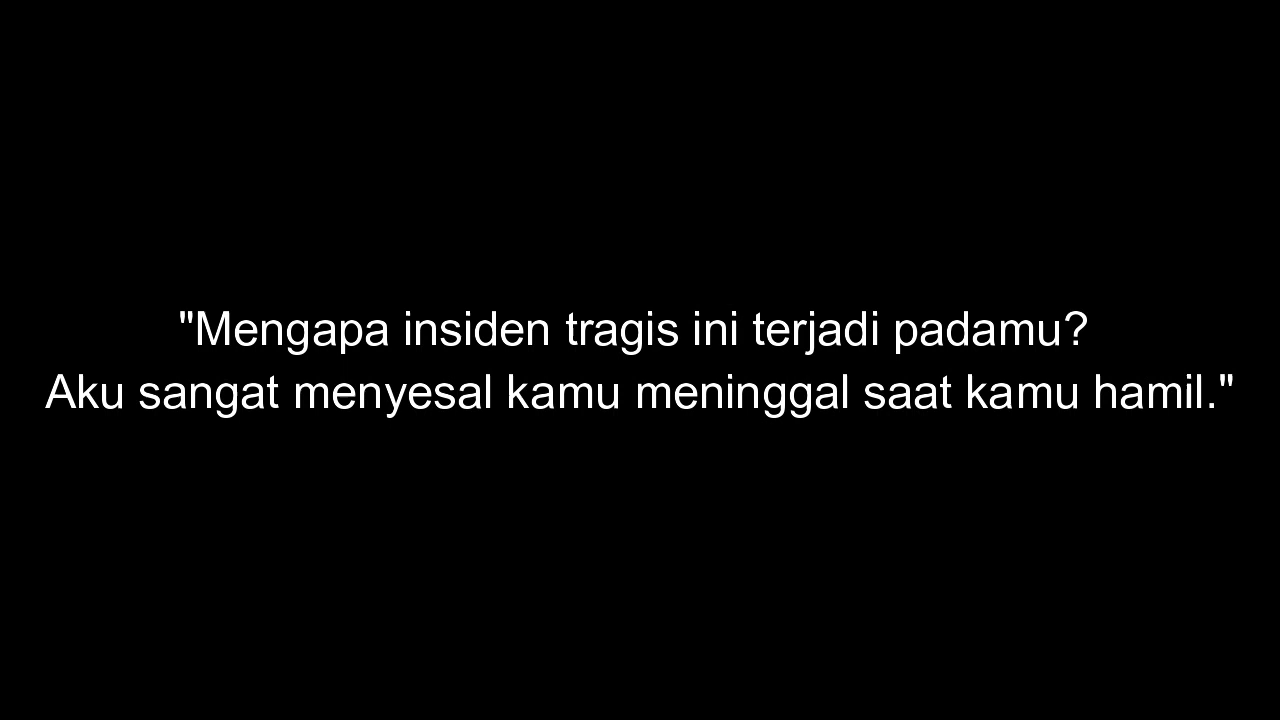 "Mengapa insiden tragis ini terjadi padamu?
Aku sangat menyesal kamu meninggal saat kamu hamil."